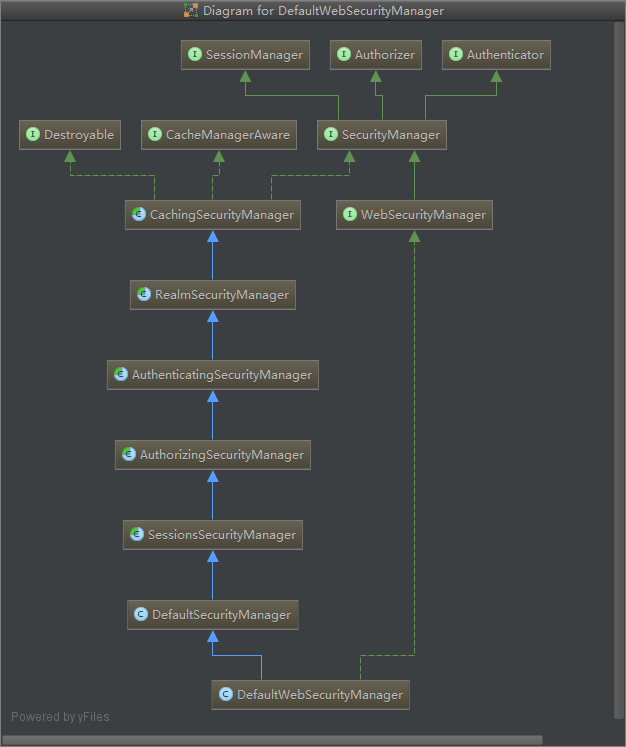 Diagram for DefaultWebSecurityManager
I SessionManager
I Authorizer
I Authenticator
I Destroyable
I CacheManagerAware
I SecurityManager
C CachingSecurityManager
I WebSecurityManager
C RealmSecurityManager
C AuthenticatingSecurityManager
C AuthorizingSecurityManager
C SessionsSecurityManager
C DefaultSecurityManager
C DefaultWebSecurityManager
Powered by yFiles